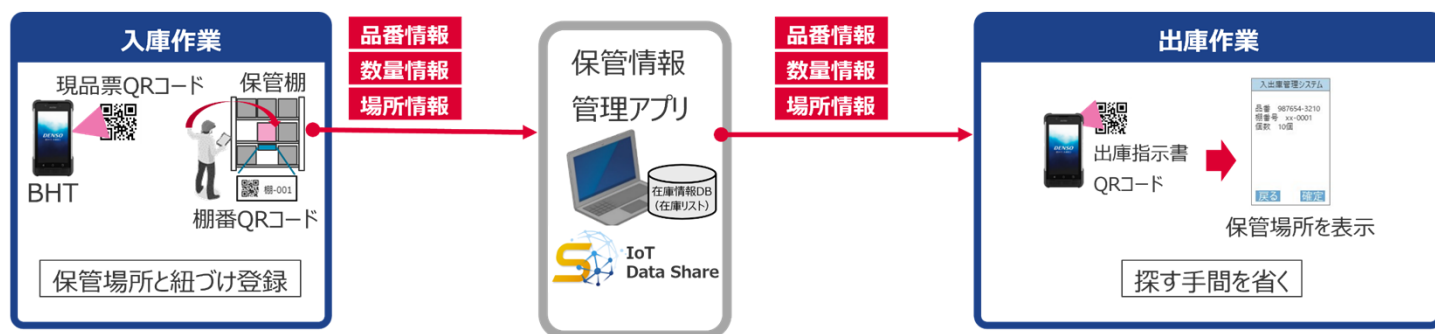 入庫作業
現品票QRコード
保管棚
DENSO
BHT
棚-001
棚番QRコード
保管場所と紐づけ登録
品番情報
数量情報
場所情報
保管情報
管理アプリ
在庫情報DB
(在庫リスト)
S
IoT
Data Share
品番情報
数量情報
場所情報
出庫作業
DENSO
出庫指示書
QRコード
入出庫管理システム
品番 987654-3210
棚番号 xx-0001
個数 10個
戻る 確定
保管場所を表示
探す手間を省く